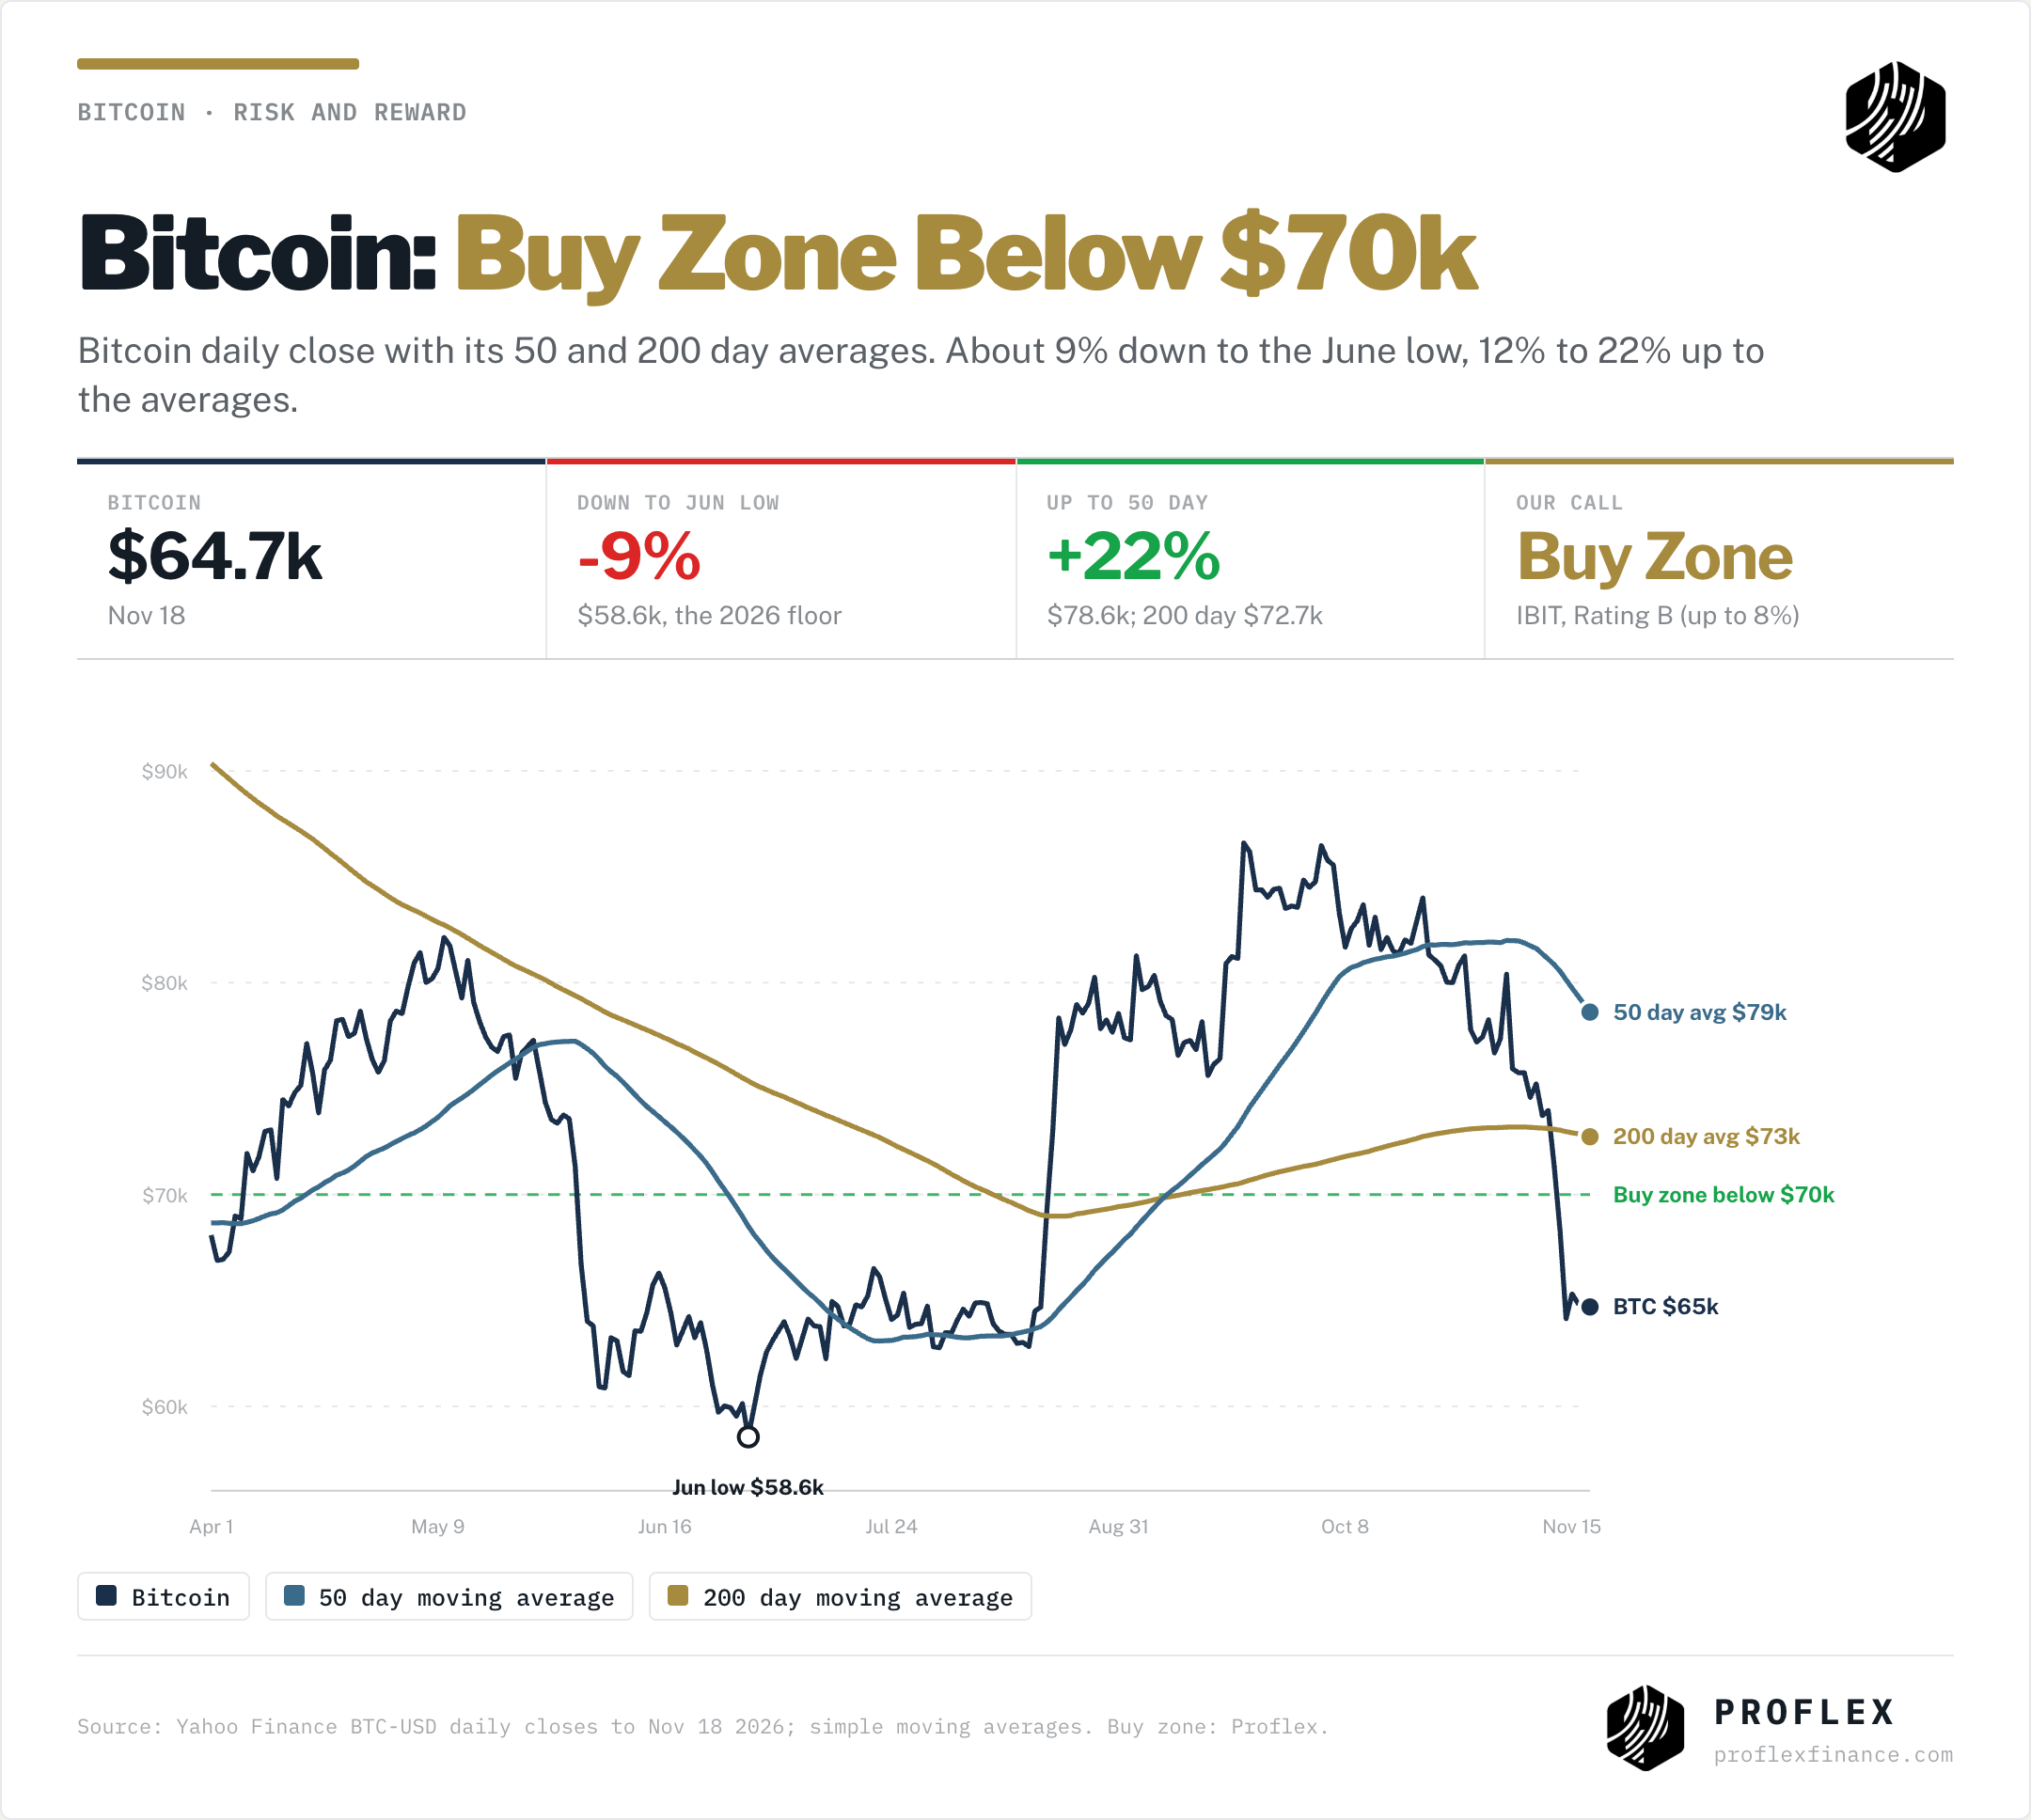 BITCOIN · RISK AND REWARD
Bitcoin: Buy Zone Below $70k
Bitcoin daily close with its 50 and 200 day averages. About 9% down to the June low, 12% to 22% up to
the averages.
BITCOIN
$64.7k
Nov 18
DOWN TO JUN LOW
-9%
$58.6k, the 2026 floor
UP TO 50 DAY
+22%
$78.6k; 200 day $72.7k
OUR CALL
Buy Zone
IBIT, Rating B (up to 8%)
$90k
$80k
$70k
$60k
50 day avg $79k
200 day avg $73k
Buy zone below $70k
BTC $65k
Jun low $58.6k
Apr 1
May 9
Jun 16
Jul 24
Aug 31
Oct 8
Nov 15
Bitcoin
50 day moving average
200 day moving average
Source: Yahoo Finance BTC-USD daily closes to Nov 18 2026; simple moving averages. Buy zone: Proflex.
PROFLEX
proflexfinance.com